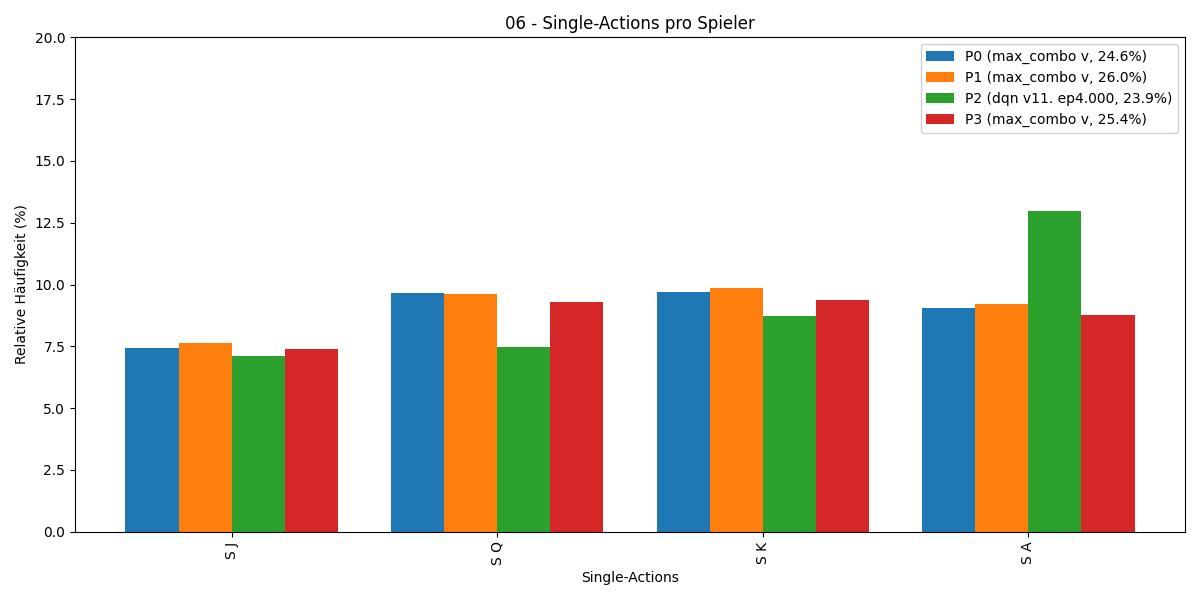 06 - Single-Actions pro Spieler
P0 (max_combo v, 24.6%)
P1 (max_combo v, 26.0%)
P2 (dqn v11. ep4.000, 23.9%)
P3 (max_combo v, 25.4%)
Relative Häufigkeit (%)
20.0
17.5
15.0
12.5
10.0
7.5
5.0
2.5
0.0
S J
S Q
S K
S A
Single-Actions